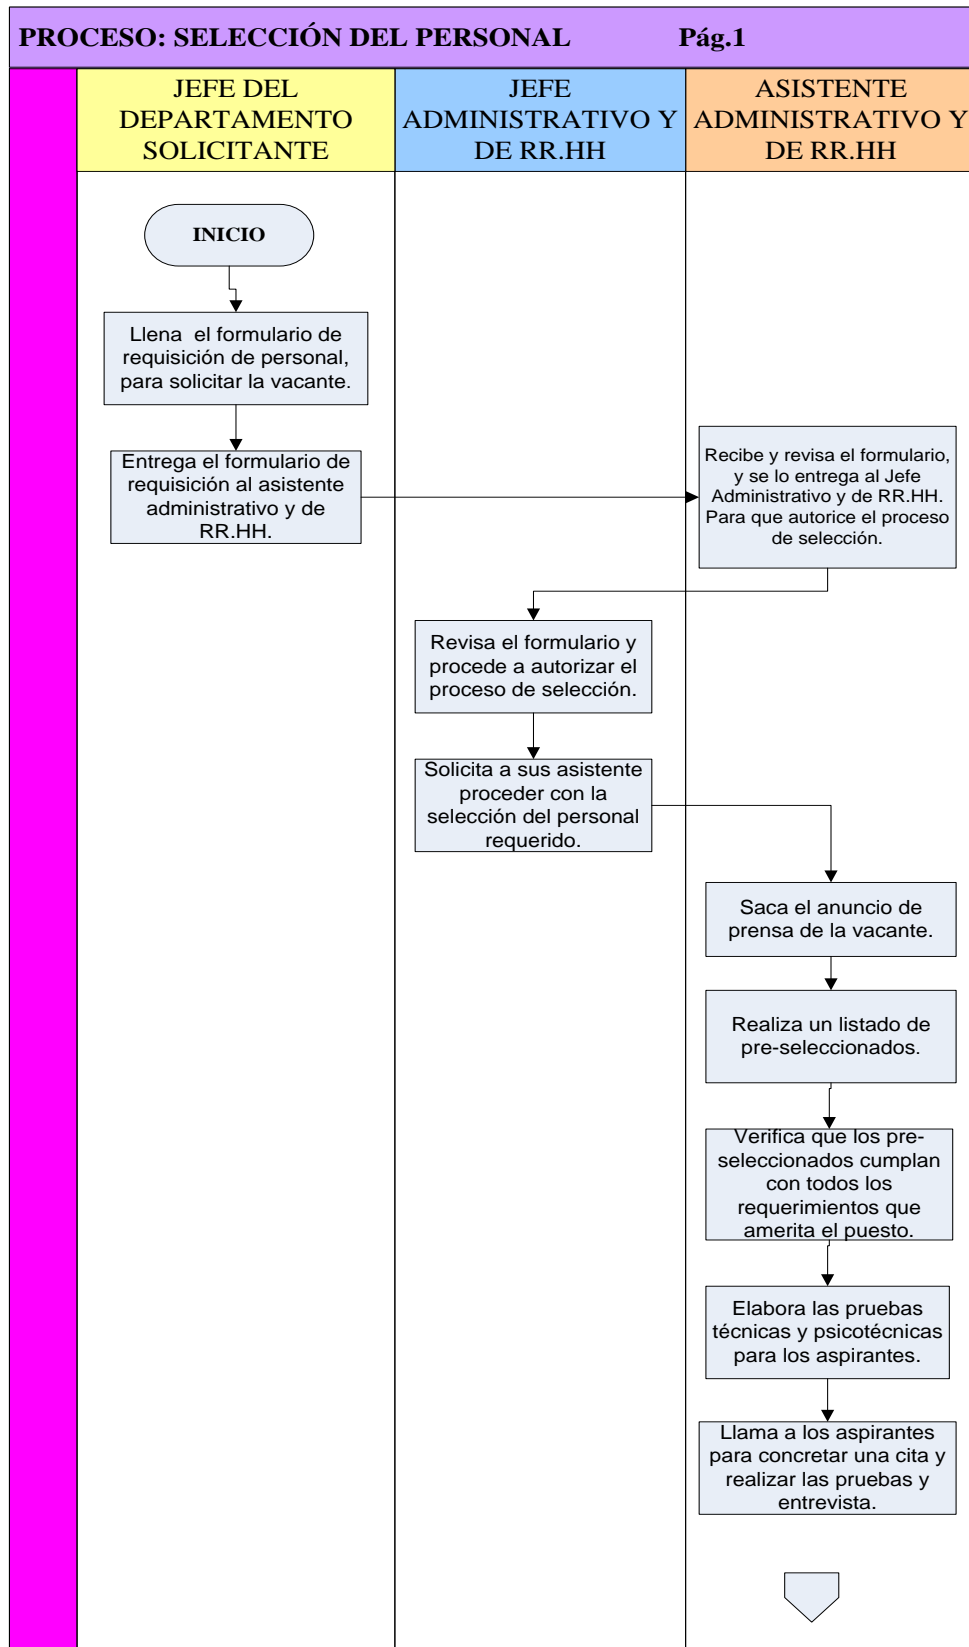 PROCESO: SELECCIÓN DEL PERSONAL Pág.1
JEFE DEL
DEPARTAMENTO
SOLICITANTE
JEFE
ADMINISTRATIVO Y
DE RR.HH
ASISTENTE
ADMINISTRATIVO Y
DE RR.HH
INICIO
Llena el formulario de
requisición de personal,
para solicitar la vacante.
Entrega el formulario de
requisición al asistente
administrativo y de
RR.HH.
Recibe y revisa el formulario,
y se lo entrega al Jefe
Administrativo y de RR.HH.
Para que autorice el proceso
de selección.
Revisa el formulario y
procede a autorizar el
proceso de selección.
Solicita a sus asistente
proceder con la
selección del personal
requerido.
Saca el anuncio de
prensa de la vacante.
Realiza un listado de
pre-seleccionados.
Verifica que los pre-
seleccionados cumplan
con todos los
requerimientos que
amerita el puesto.
Elabora las pruebas
técnicas y psicotécnicas
para los aspirantes.
Llama a los aspirantes
para concretar una cita y
realizar las pruebas y
entrevista.